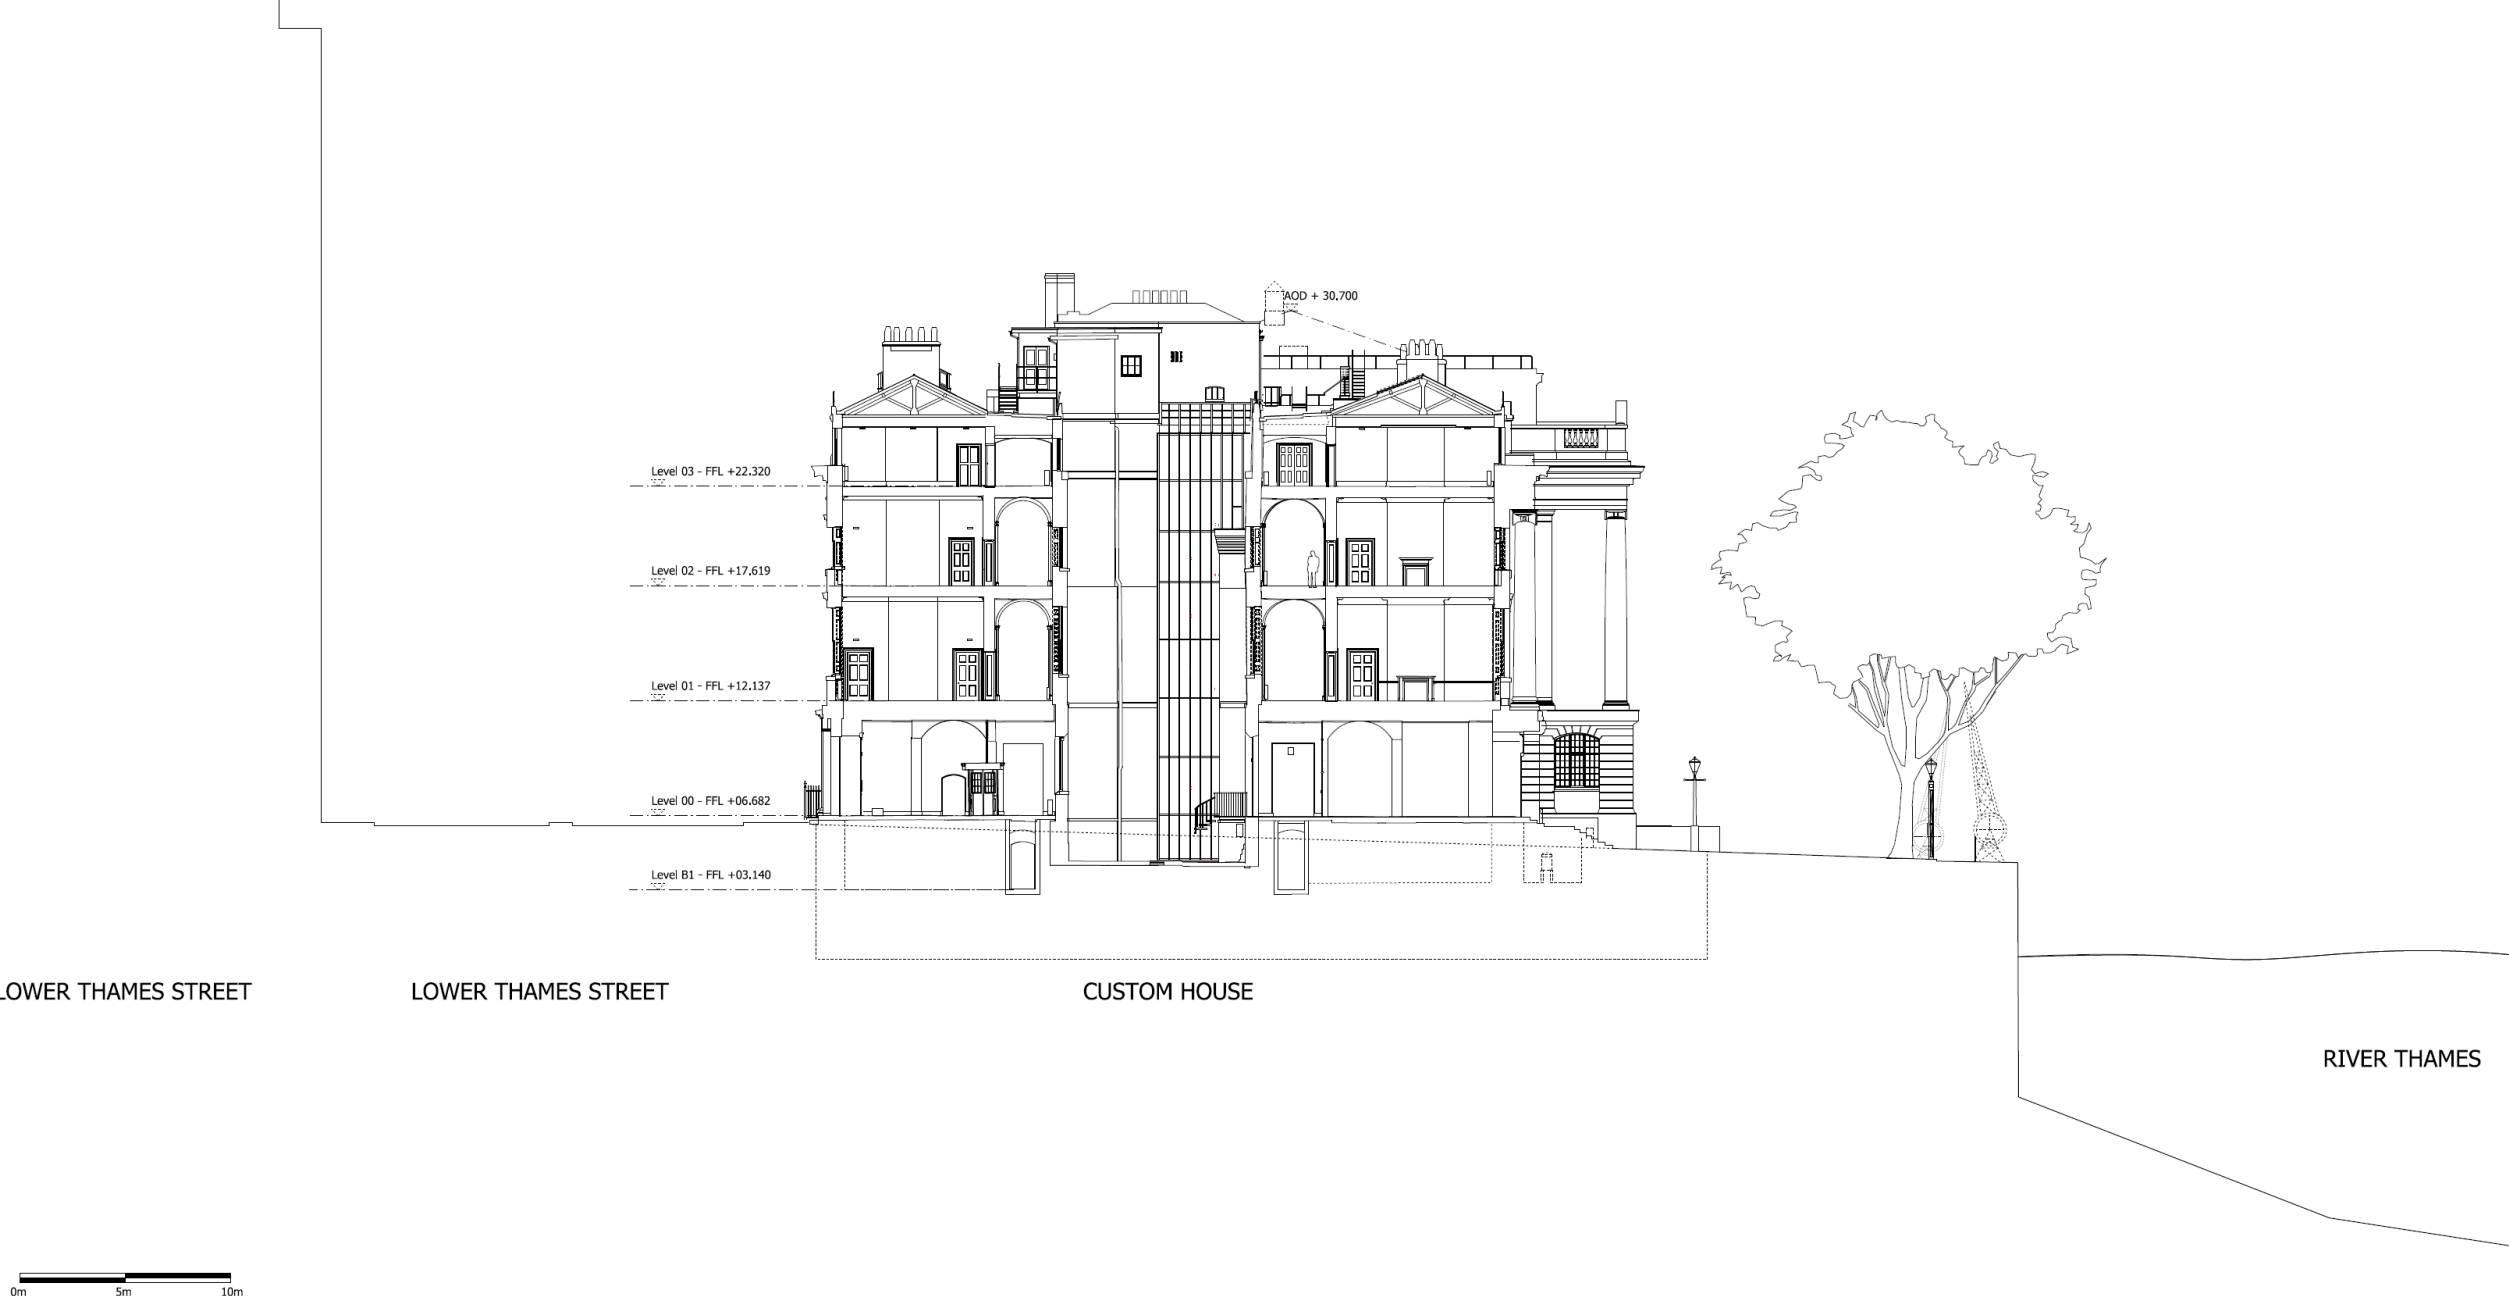 AOD + 30.700
Level 03 - FFL +22.320
Level 02 - FFL +17.619
Level 01 - FFL +12.137
Level 00 - FFL +06.682
Level B1 - FFL +03.140
LOWER THAMES STREET
LOWER THAMES STREET
CUSTOM HOUSE
RIVER THAMES
0m
5m
10m